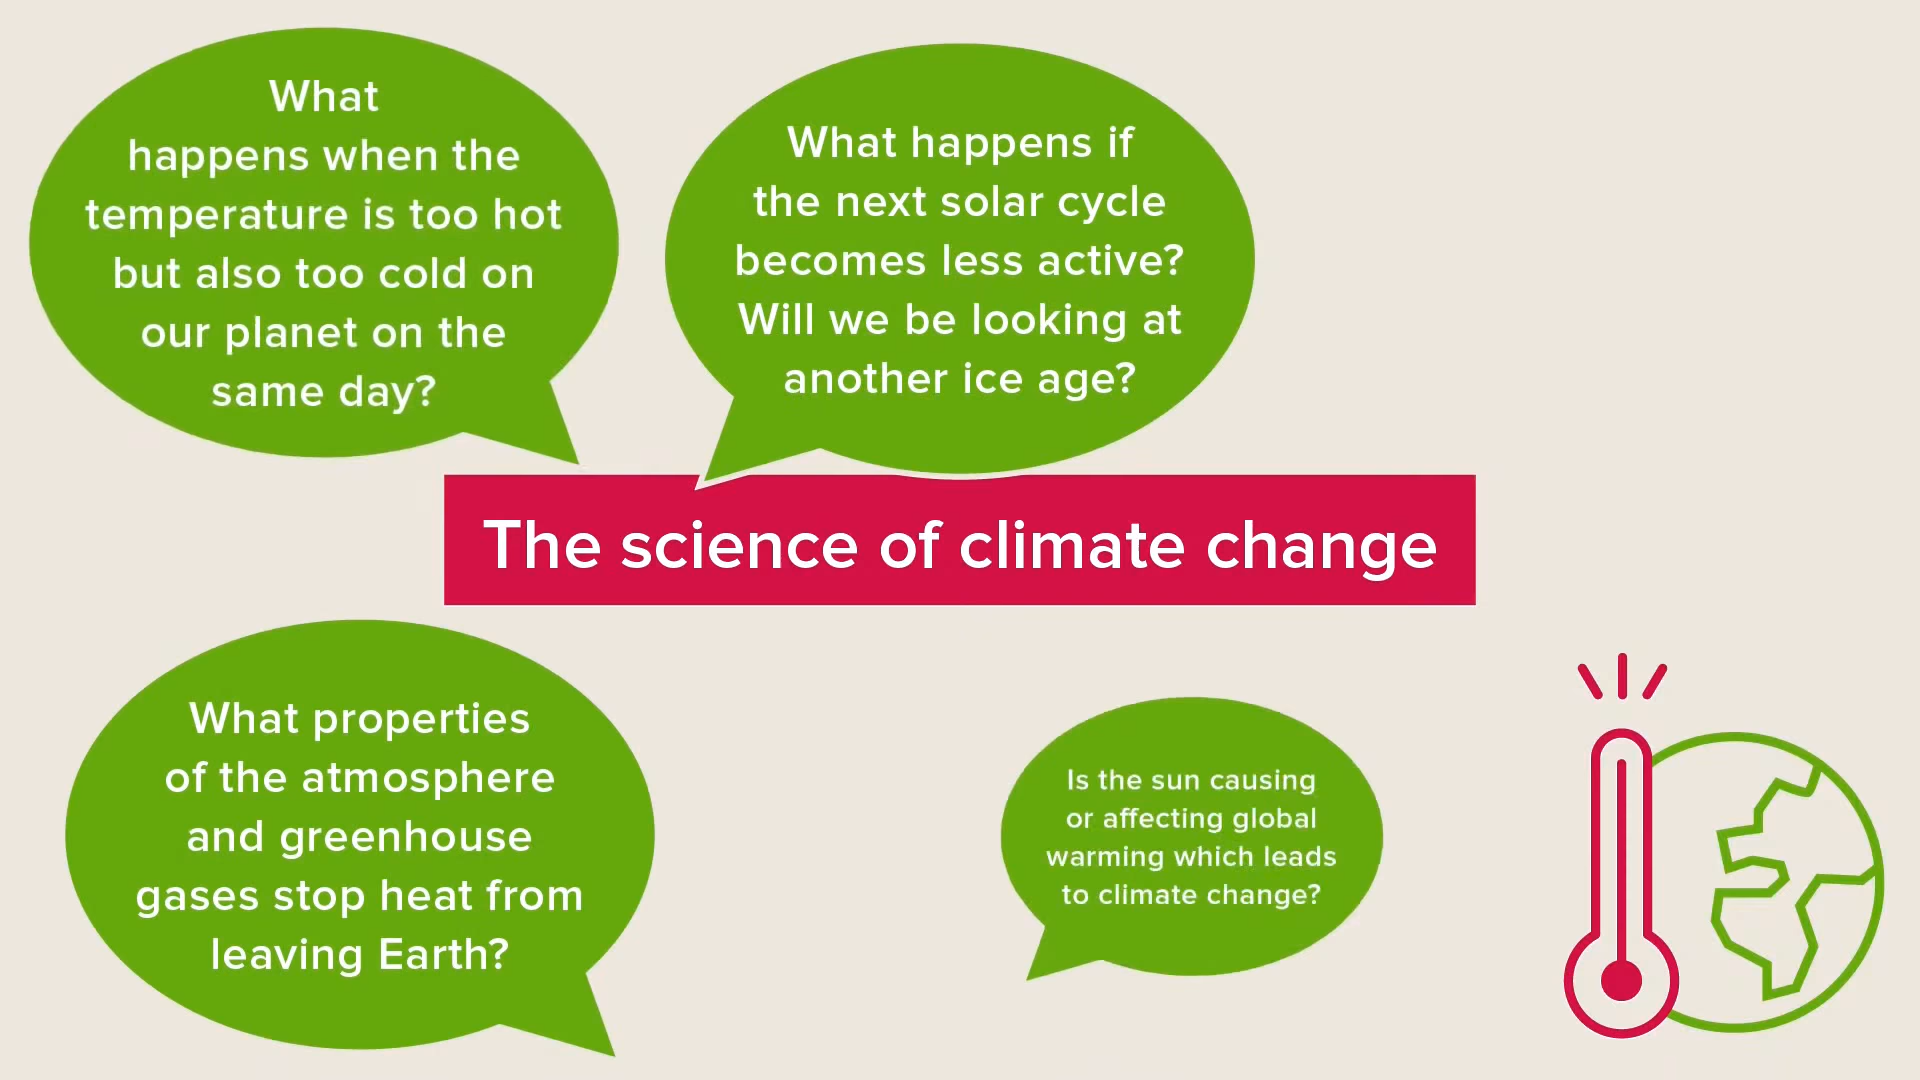 What
happens when the
temperature is too hot
but also too cold on
our planet on the
same day?
What happens if
the next solar cycle
becomes less active?
Will we be looking at
another ice age?
The science of climate change
What properties
of the atmosphere
and greenhouse
gases stop heat from
leaving Earth?
Is the sun causing
or affecting global
warming which leads
to climate change?